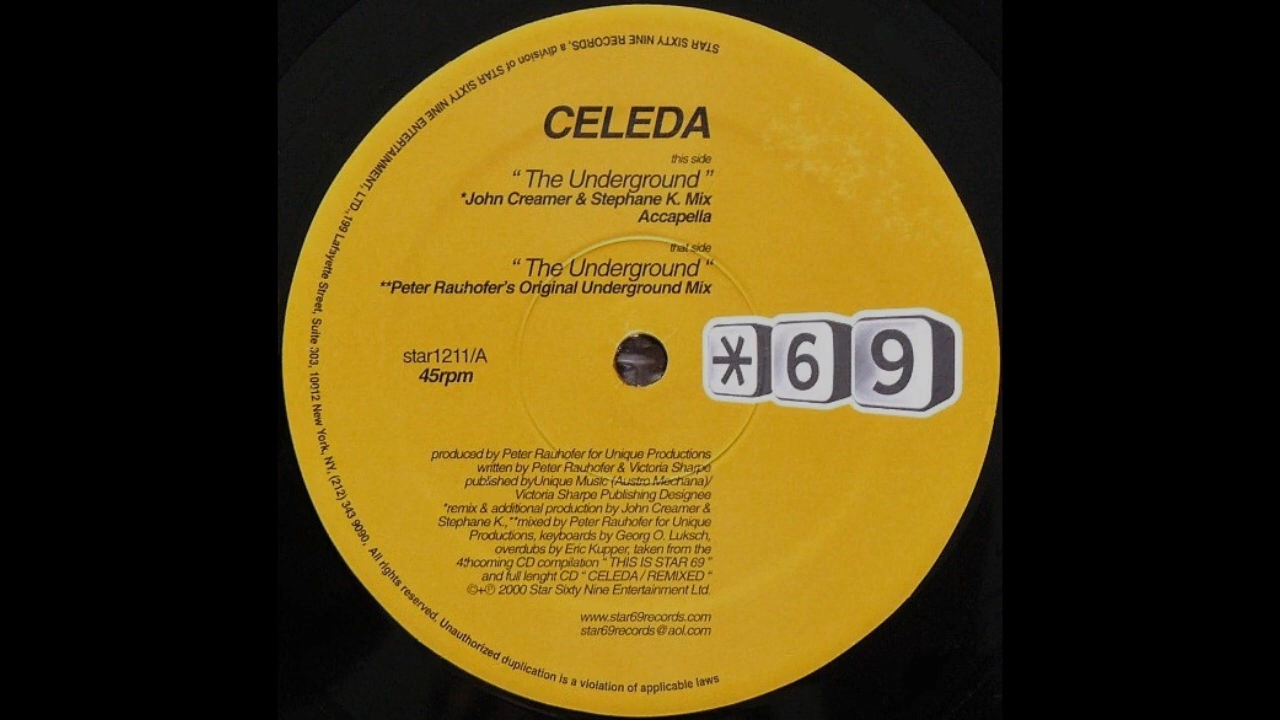 CELEDA
this side
“ The Underground ”
*John Creamer & Stephane K. Mix
Accapella
that side
“ The Underground “
**Peter Rauhofer's Original Underground Mix
*69
star1211/A
45rpm
produced by Peter Rauhofer for Unique Productions
written by Peter Rauhofer & Victoria Sharpe
published byUnique Music (Austro Mechana)/
Victoria Sharpe Publishing Designee
*remix & additional production by John Creamer &
Stephane K.,**mixed by Peter Rauhofer for Unique
Productions, keyboards by Georg O. Luksch,
overdubs by Eric Kupper, taken from the
4thcoming CD compilation “ THIS IS STAR 69 ”
and full lenght CD “ CELEDA / REMIXED “
©+℗ 2000 Star Sixty Nine Entertainment Ltd.
www.star69records.com
star69records@aol.com
STAR SIXTY NINE RECORDS, a division of STAR SIXTY NINE ENTERTAINMENT, LTD.,199 Lafayette Street, Suite 303, 10012 New York, NY, (212) 343 9090, All rights reserved. Unauthorized duplication is a violation of applicable laws